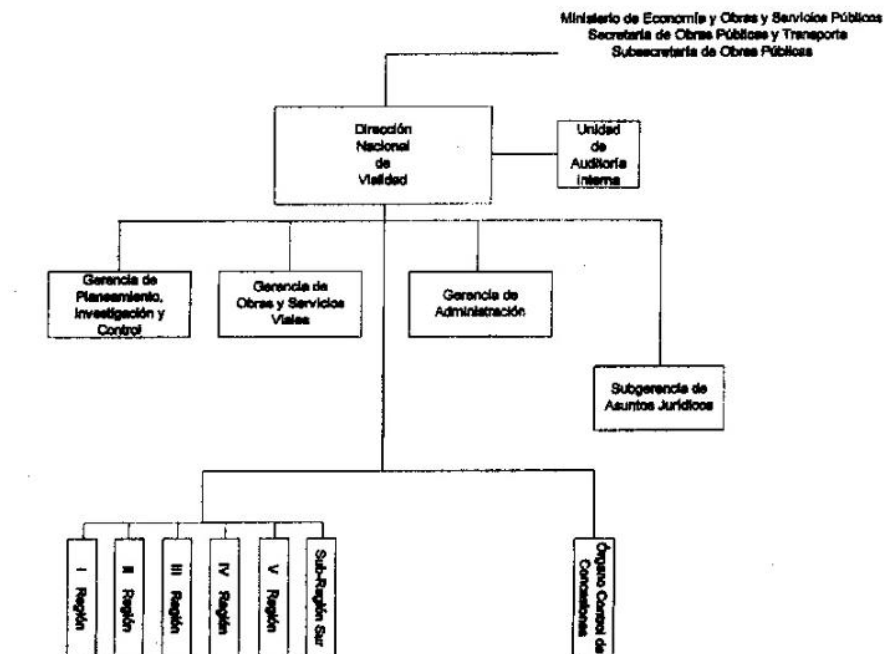 Ministerio de Economía y Obras y Servicios Públicos
Secretaría de Obras Públicas y Transporte
Subsecretaría de Obras Públicas
Dirección
Nacional
de
Vialidad
Unidad
de
Auditoría
Interna
Gerencia de
Planeamiento,
Investigación y
Control
Gerencia de
Obras y Servicios
Viales
Gerencia de
Administración
Subgerencia de
Asuntos Jurídicos
I Región
II Región
III Región
IV Región
V Región
Sub-Región Sur
Órgano Control de
Concesiones